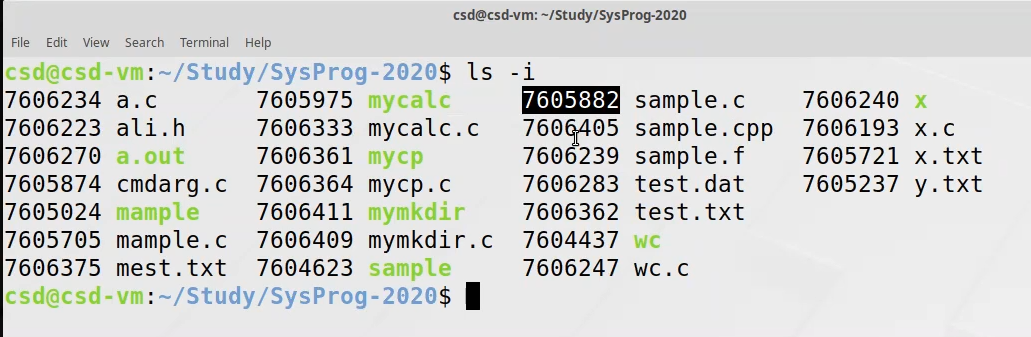 csd@csd-vm: ~/Study/SysProg-2020
File Edit View Search Terminal Help
csd@csd-vm:~/Study/SysProg-2020$ ls -i
7606234 a.c 7605975 mycalc 7605882 sample.c 7606240 x
7606223 ali.h 7606333 mycalc.c 7606405 sample.cpp 7606193 x.c
7606270 a.out 7606361 mycp 7606239 sample.f 7605721 x.txt
7605874 cmdarg.c 7606364 mycp.c 7606283 test.dat 7605237 y.txt
7605024 mample 7606411 mymkdir 7606362 test.txt
7605705 mample.c 7606409 mymkdir.c 7604437 wc
7606375 mest.txt 7604623 sample 7606247 wc.c
csd@csd-vm:~/Study/SysProg-2020$